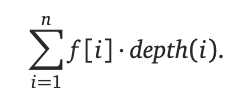 n
∑ f[i] · depth(i).
i=1